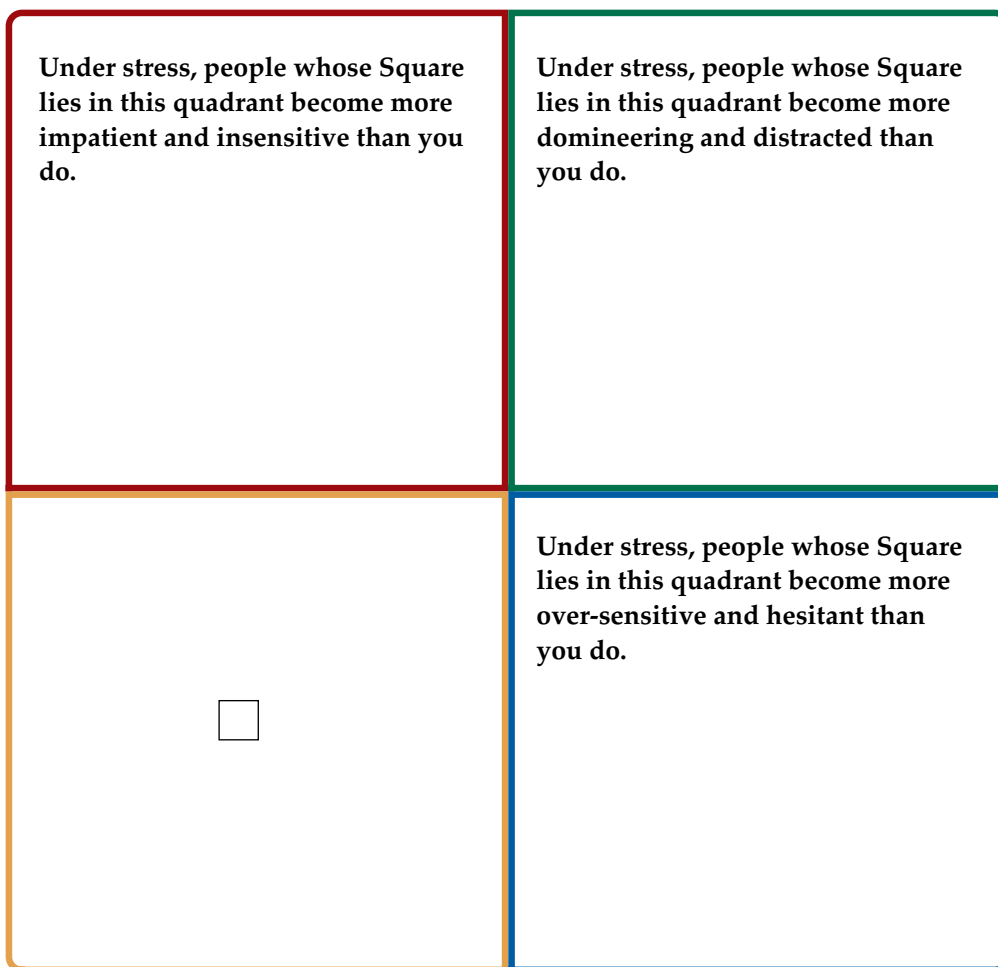 Under stress, people whose Square
lies in this quadrant become more
impatient and insensitive than you
do.
Under stress, people whose Square
lies in this quadrant become more
domineering and distracted than
you do.
Under stress, people whose Square
lies in this quadrant become more
over-sensitive and hesitant than
you do.